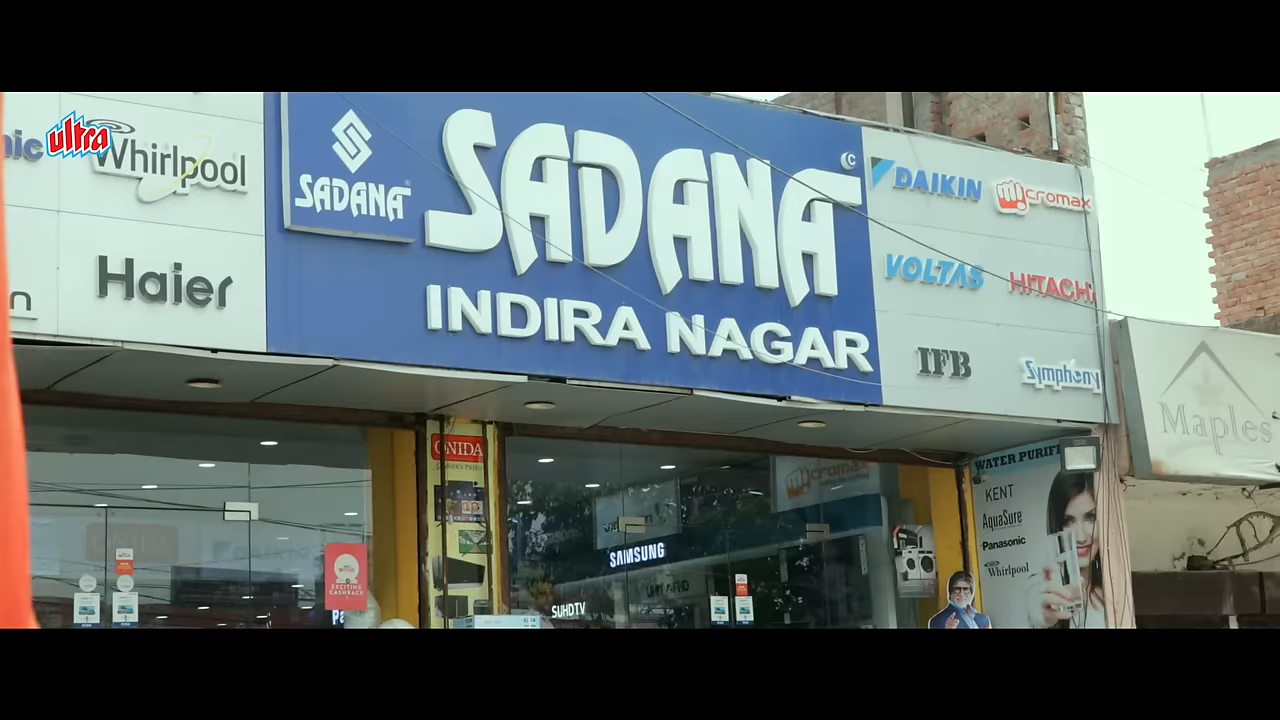 ultra
Whirlpool
Haier
SADANA
SADANA
INDIRA NAGAR
DAIKIN
micromax
VOLTAS
HITACHI
IFB
Symphony
Maples
ONIDA
SAMSUNG
SUHDTV
EXCITING
CASHBACK
micromax
WATER PURIFI
KENT
AquaSure
Panasonic
Whirlpool